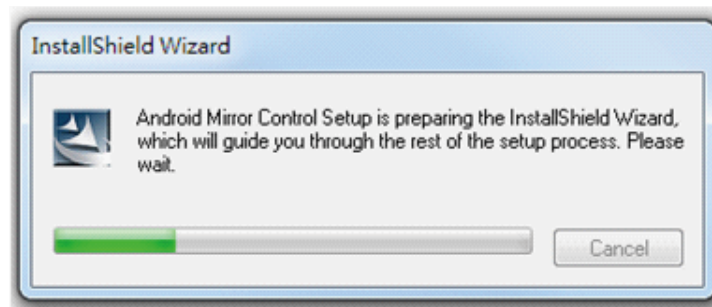 InstallShield Wizard
Android Mirror Control Setup is preparing the InstallShield Wizard,
which will guide you through the rest of the setup process. Please
wait.
Cancel